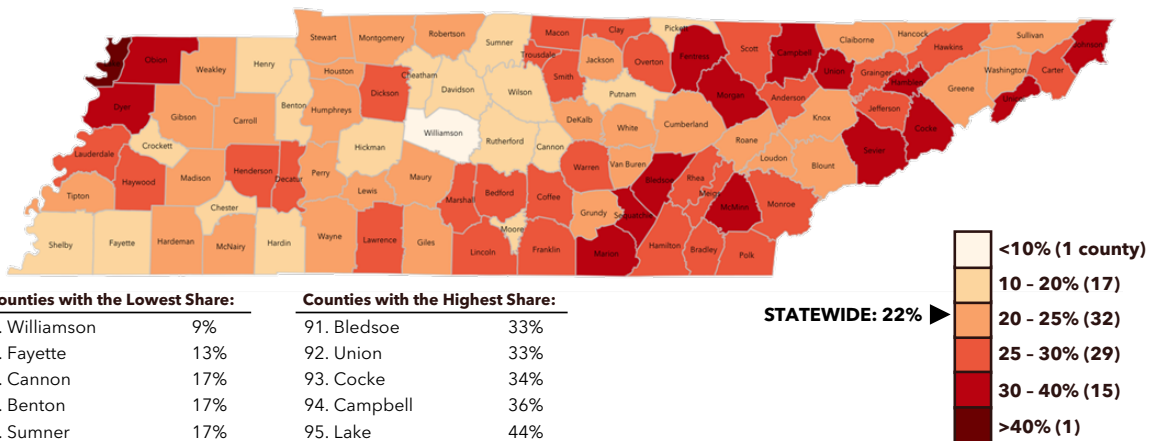 Stewart
Montgomery
Robertson
Sumner
Macon
Clay
Pickett
Scott
Campbell
Claiborne
Hancock
Hawkins
Sullivan
Johnson
Obion
Weakley
Henry
Houston
Cheatham
Davidson
Trousdale
Smith
Jackson
Overton
Fentress
Union
Grainger
Hamblen
Washington
Carter
Dyer
Gibson
Carroll
Benton
Humphreys
Dickson
Wilson
Putnam
Morgan
Anderson
Greene
Unicoi
Crockett
Williamson
Rutherford
Cannon
DeKalb
White
Cumberland
Roane
Knox
Jefferson
Cocke
Lauderdale
Haywood
Madison
Henderson
Decatur
Perry
Hickman
Maury
Warren
Van Buren
Loudon
Blount
Sevier
Tipton
Chester
Lewis
Marshall
Bedford
Coffee
Grundy
Bledsoe
Rhea
Meigs
McMinn
Monroe
Sequatchie
Shelby
Fayette
Hardeman
McNairy
Hardin
Wayne
Lawrence
Giles
Lincoln
Moore
Franklin
Marion
Hamilton
Bradley
Polk
ounties with the Lowest Share:
. Williamson 9%
. Fayette 13%
. Cannon 17%
. Benton 17%
. Sumner 17%
Counties with the Highest Share:
91. Bledsoe 33%
92. Union 33%
93. Cocke 34%
94. Campbell 36%
95. Lake 44%
STATEWIDE: 22%
<10% (1 county)
10 – 20% (17)
20 – 25% (32)
25 – 30% (29)
30 – 40% (15)
>40% (1)